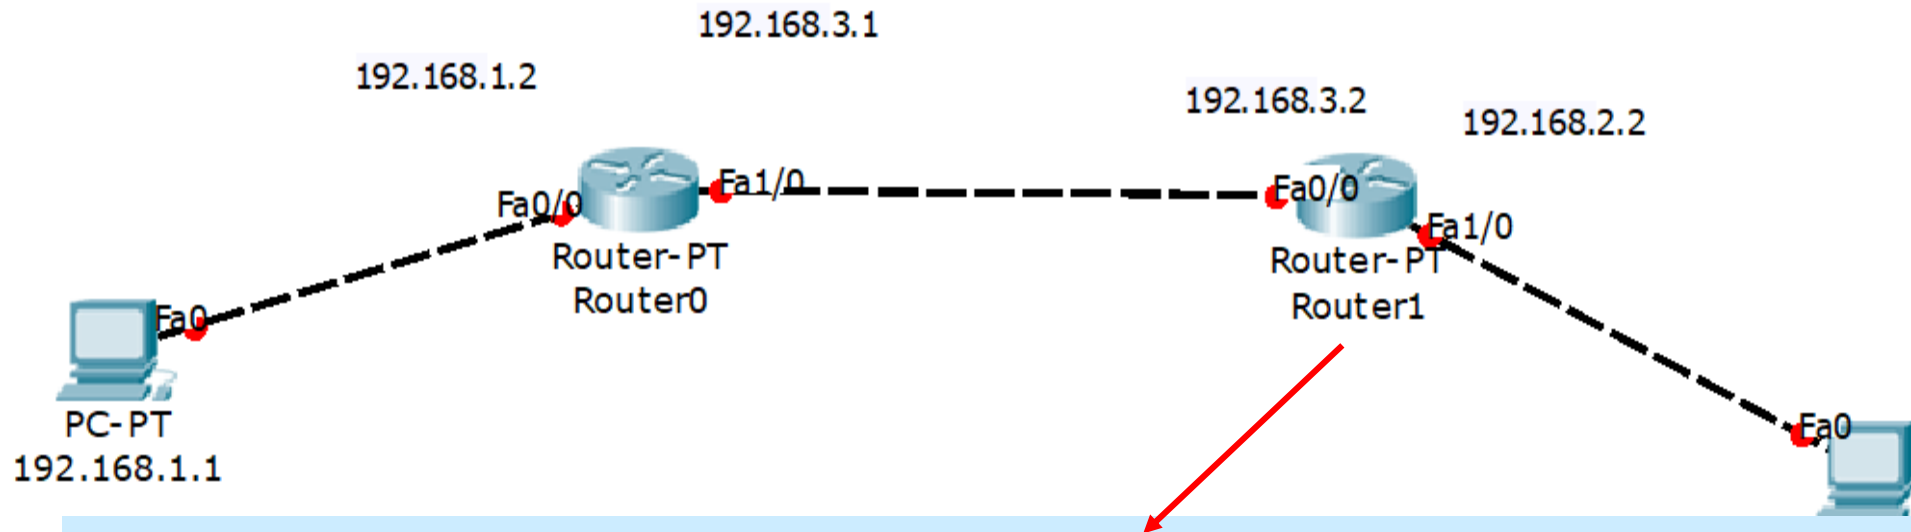 192.168.3.1
192.168.1.2
192.168.3.2
192.168.2.2
Fa0/0
Fa1/0
Fa0/0
Fa1/0
Router-PT
Router0
Router-PT
Router1
Fa0
PC-PT
192.168.1.1
Fa0